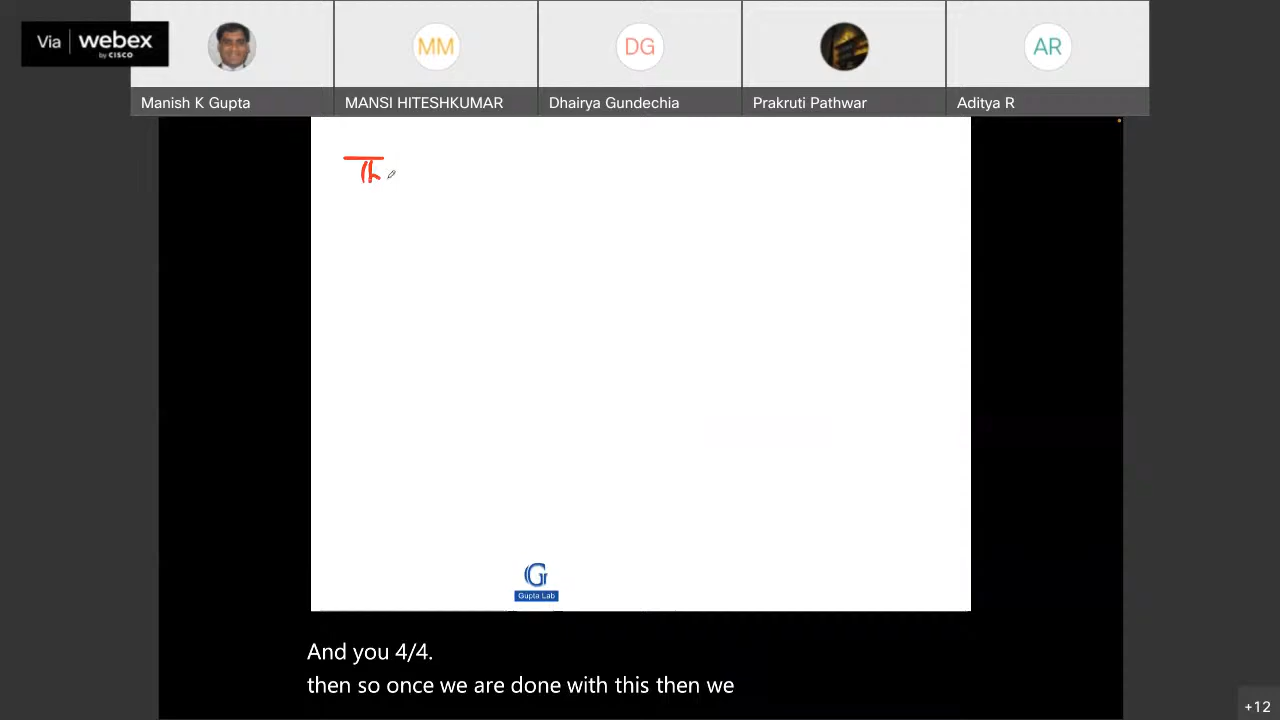 Via webex
by CISCO
MM
DG
AR
Manish K Gupta
MANSI HITESHKUMAR
Dhairya Gundechia
Prakruti Pathwar
Aditya R
Th
G
Gupta Lab
And you 4/4.
then so once we are done with this then we
+12